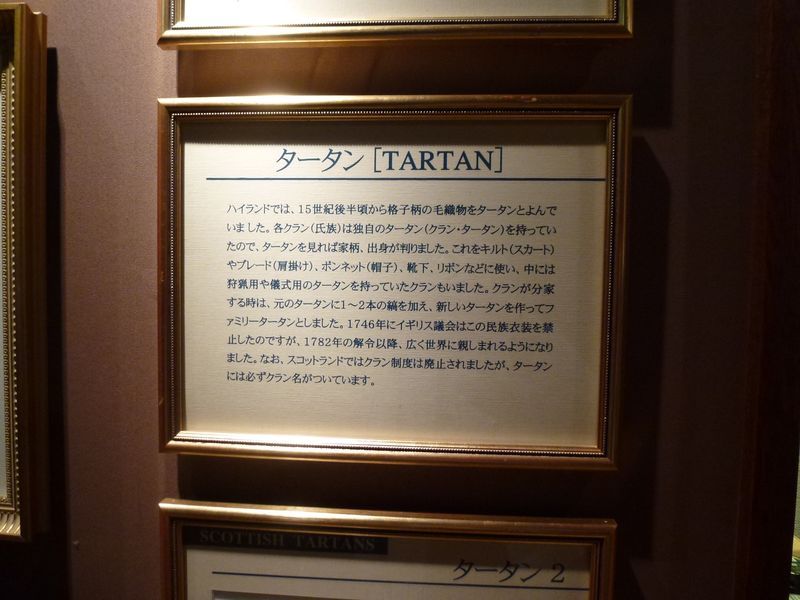 タータン [TARTAN]
ハイランドでは、15世紀後半頃から格子柄の毛織物をタータンとよんで
いました。各クラン(氏族)は独自のタータン(クラン・タータン)を持ってい
たので、タータンを見れば家柄、出身が判りました。これをキルト(スカート)
やブレード(肩掛け)、ボンネット(帽子)、靴下、リボンなどに使い、中には
狩猟用や儀式用のタータンを持っていたクランもいました。クランが分家
する時は、元のタータンに1〜2本の縞を加え、新しいタータンを作ってフ
ァミリータータンとしました。1746年にイギリス議会はこの民族衣装を禁
止したのですが、1782年の解令以降、広く世界に親しまれるようになり
ました。なお、スコットランドではクラン制度は廃止されましたが、タータン
には必ずクラン名がついています。
SCOTTISH TARTANS
タータン 2